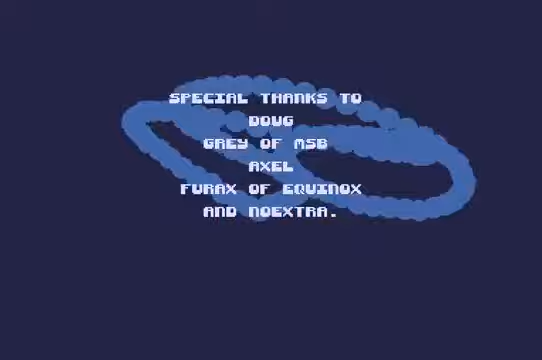 SPECIAL THANKS TO
DOUG
GREY OF MSB
AXEL
FURAX OF EQUINOX
AND NOEXTRA.